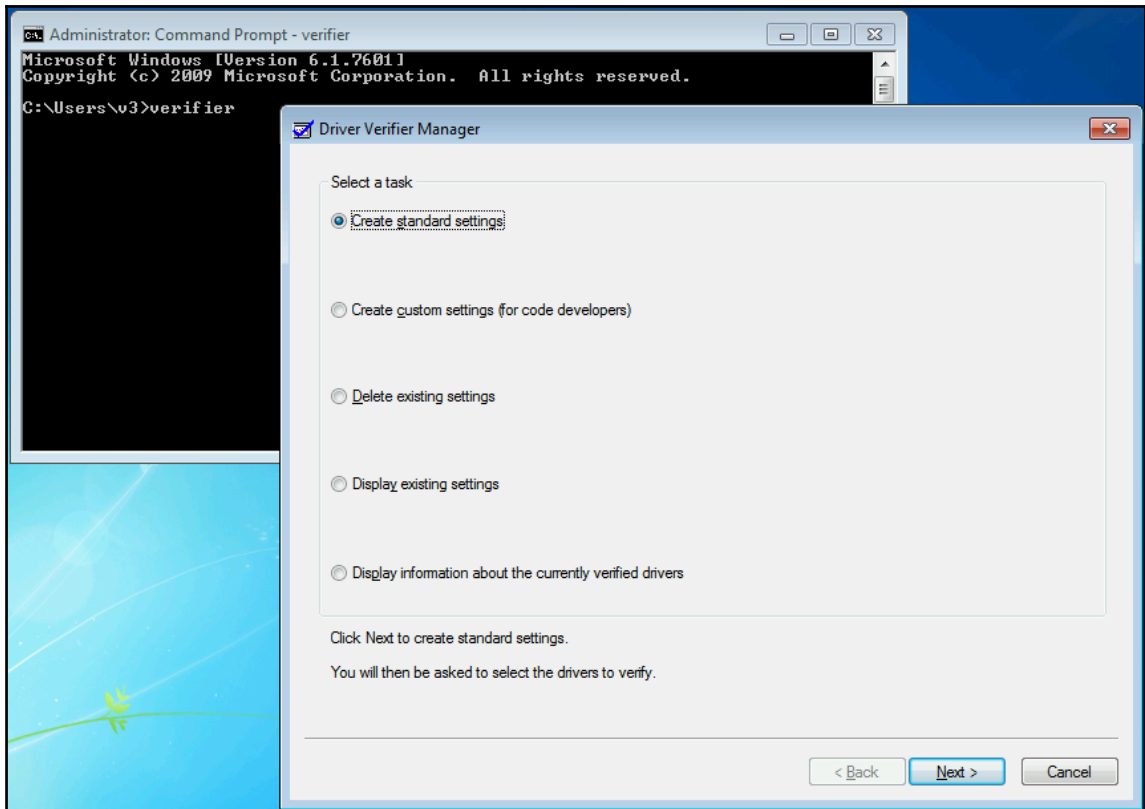 Administrator: Command Prompt - verifier
Microsoft Windows [Version 6.1.7601]
Copyright (c) 2009 Microsoft Corporation.  All rights reserved.
C:\Users\v3>verifier
Driver Verifier Manager
Select a task
Create standard settings
Create custom settings (for code developers)
Delete existing settings
Display existing settings
Display information about the currently verified drivers
Click Next to create standard settings.
You will then be asked to select the drivers to verify.
< Back
Next >
Cancel